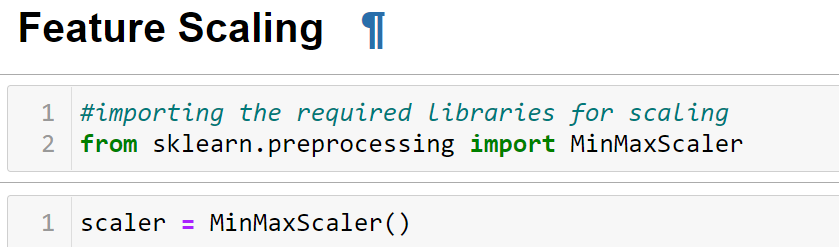 Feature Scaling ¶
1 #importing the required libraries for scaling
2 from sklearn.preprocessing import MinMaxScaler
1 scaler = MinMaxScaler()